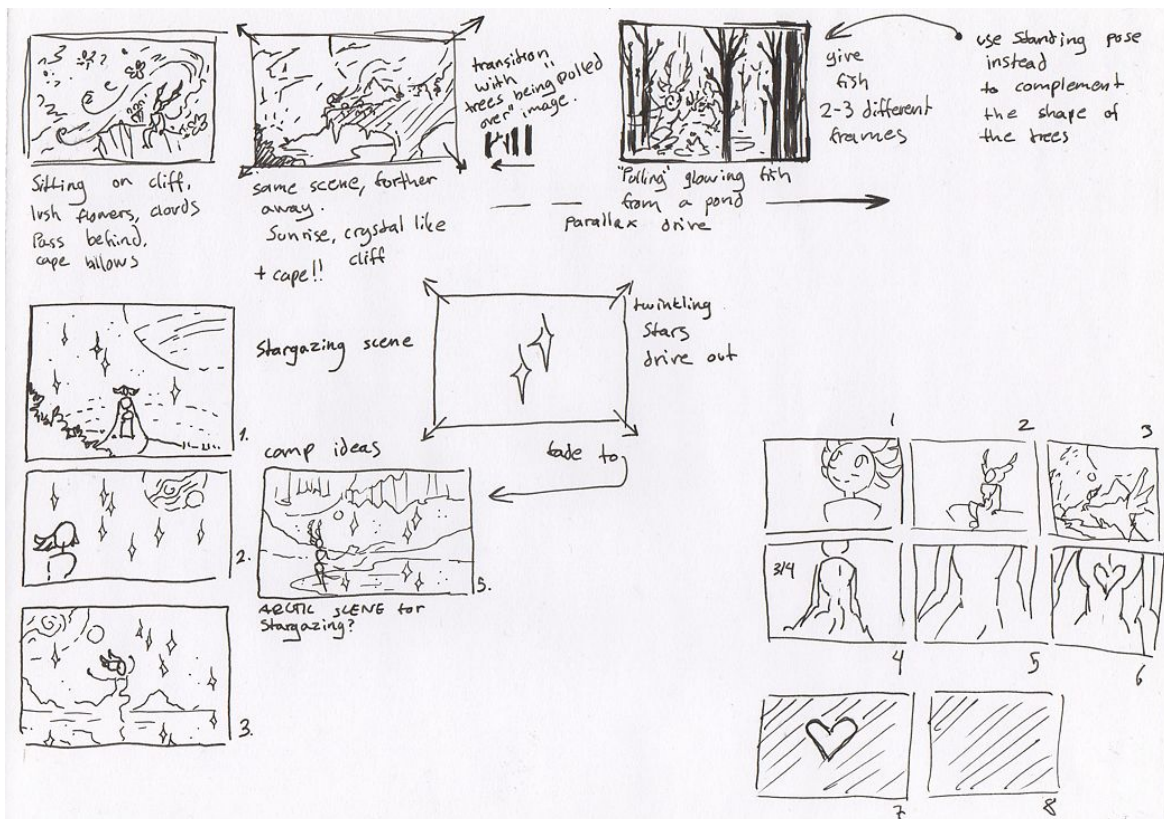 Sitting on cliff,
lush flowers, clouds
Pass behind.
cape billows
same scene, further
away.
Sunrise, crystal like
cliff
+ cape!!
transition
with
"trees being "pulled
over" image.
"Pulling" glowing fish
from a pond
parallax drive
give
fish
2-3 different
frames
use Standing pose
instead
to complement
the shape of
the trees
Stargazing scene
twinkling
Stars
drive out
fade to
1.
2.
3.
camp ideas
5.
ARCTIC SCENE for
Stargazing?
1
2
3
3/4
4
5
6
7
8